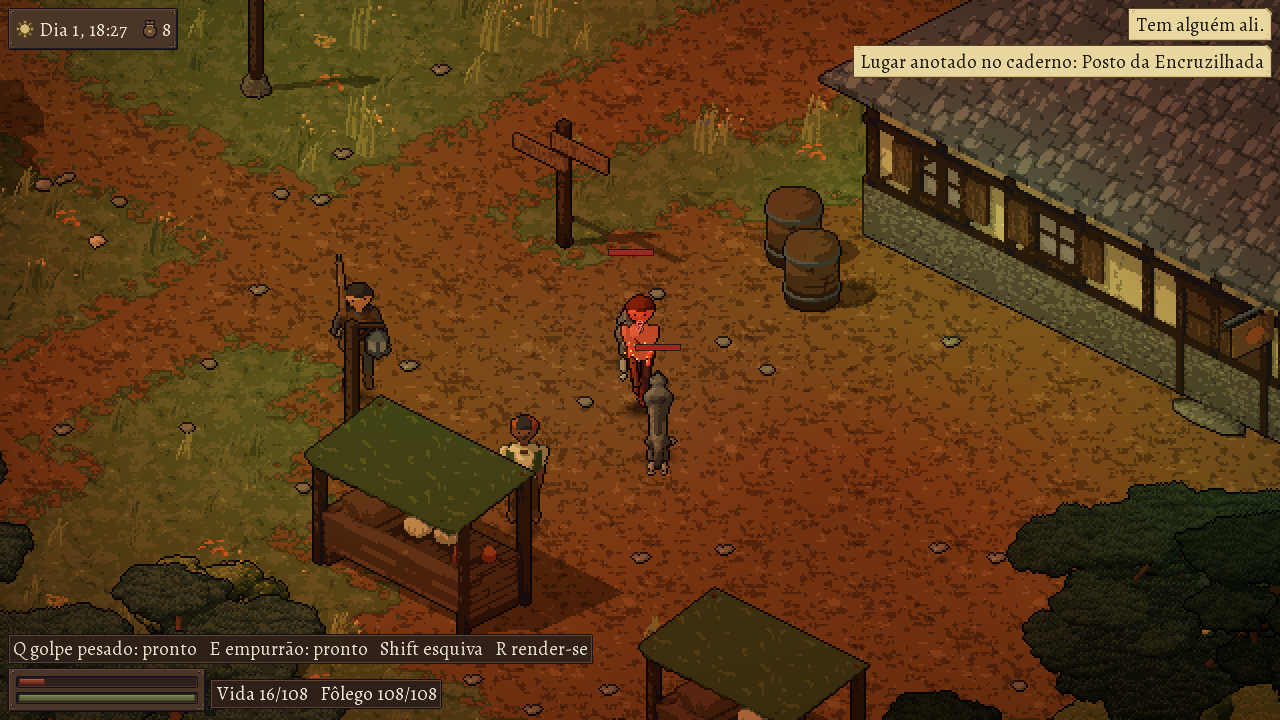 Dia 1, 18:27 8
Tem alguém ali.
Lugar anotado no caderno: Posto da Encruzilhada
Q golpe pesado: pronto E empurrão: pronto Shift esquiva R render-se
Vida 16/108 Fôlego 108/108